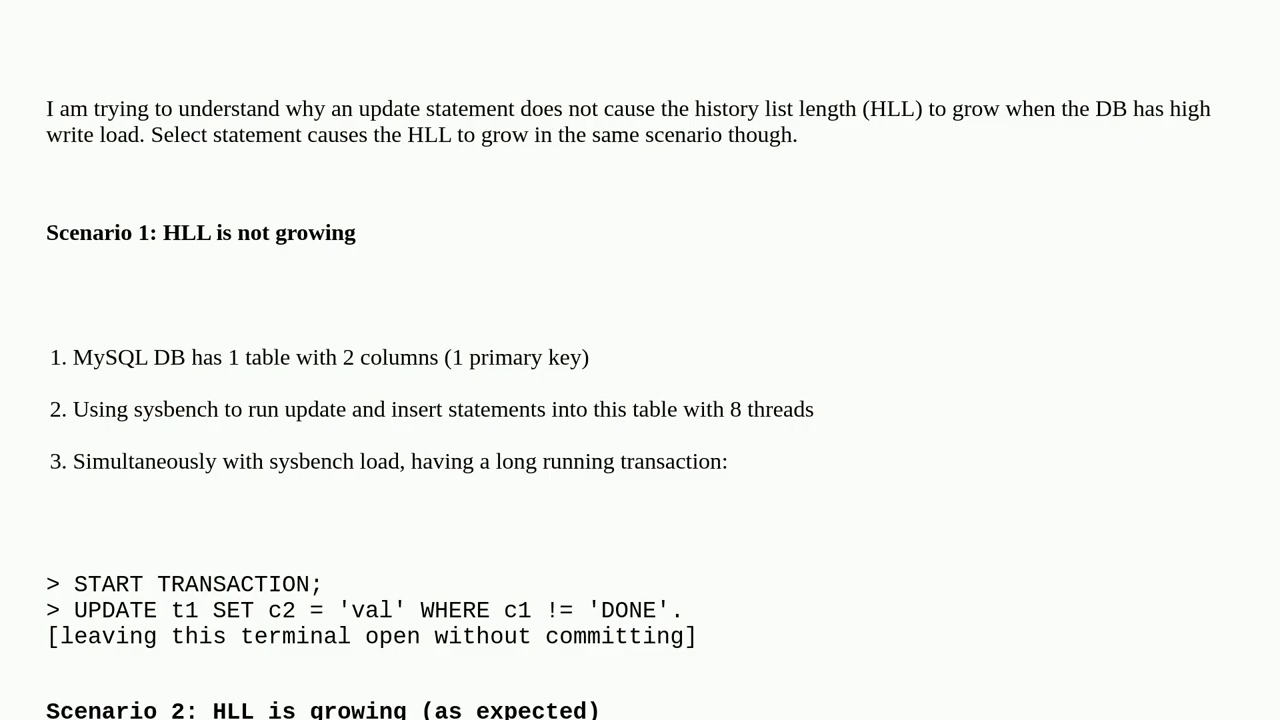 I am trying to understand why an update statement does not cause the history list length (HLL) to grow when the DB has high
write load. Select statement causes the HLL to grow in the same scenario though.
Scenario 1: HLL is not growing
1. MySQL DB has 1 table with 2 columns (1 primary key)
2. Using sysbench to run update and insert statements into this table with 8 threads
3. Simultaneously with sysbench load, having a long running transaction:
> START TRANSACTION;
> UPDATE t1 SET c2 = 'val' WHERE c1 != 'DONE'.
[leaving this terminal open without committing]
Scenario 2: HLL is growing (as expected)